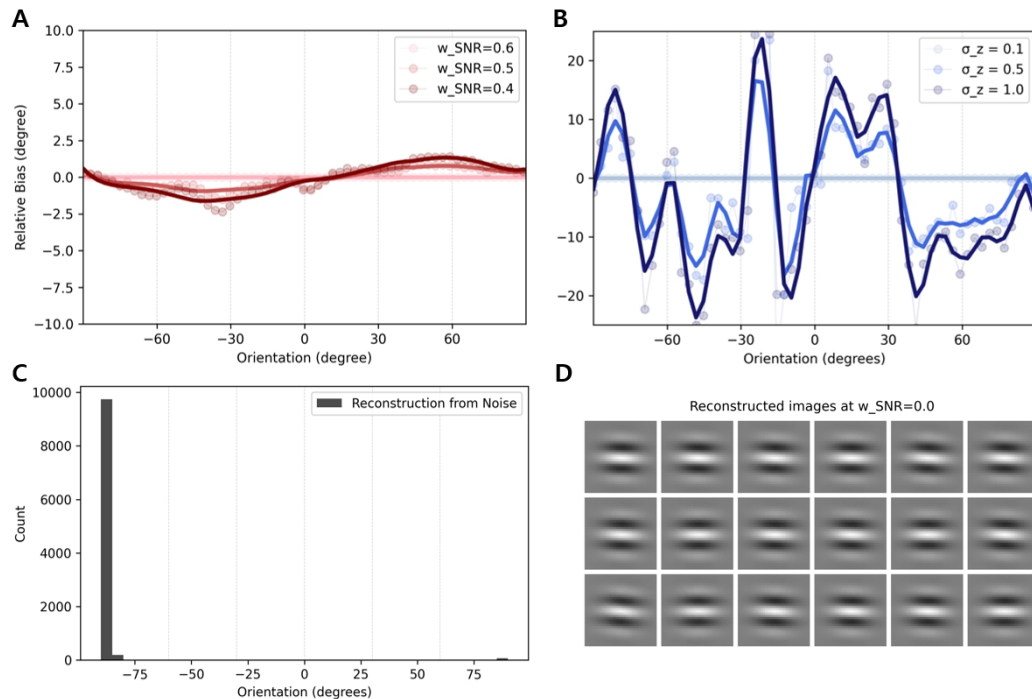 A
10.0
7.5
5.0
2.5
0.0
−2.5
−5.0
−7.5
−10.0
Relative Bias (degree)
w_SNR=0.6
w_SNR=0.5
w_SNR=0.4
−60
−30
0
30
60
Orientation (degree)
B
20
10
0
−10
−20
σ_z = 0.1
σ_z = 0.5
σ_z = 1.0
−60
−30
0
30
60
Orientation (degrees)
C
10000
8000
6000
4000
2000
0
Count
Reconstruction from Noise
−75
−50
−25
0
25
50
75
Orientation (degrees)
D
Reconstructed images at w_SNR=0.0